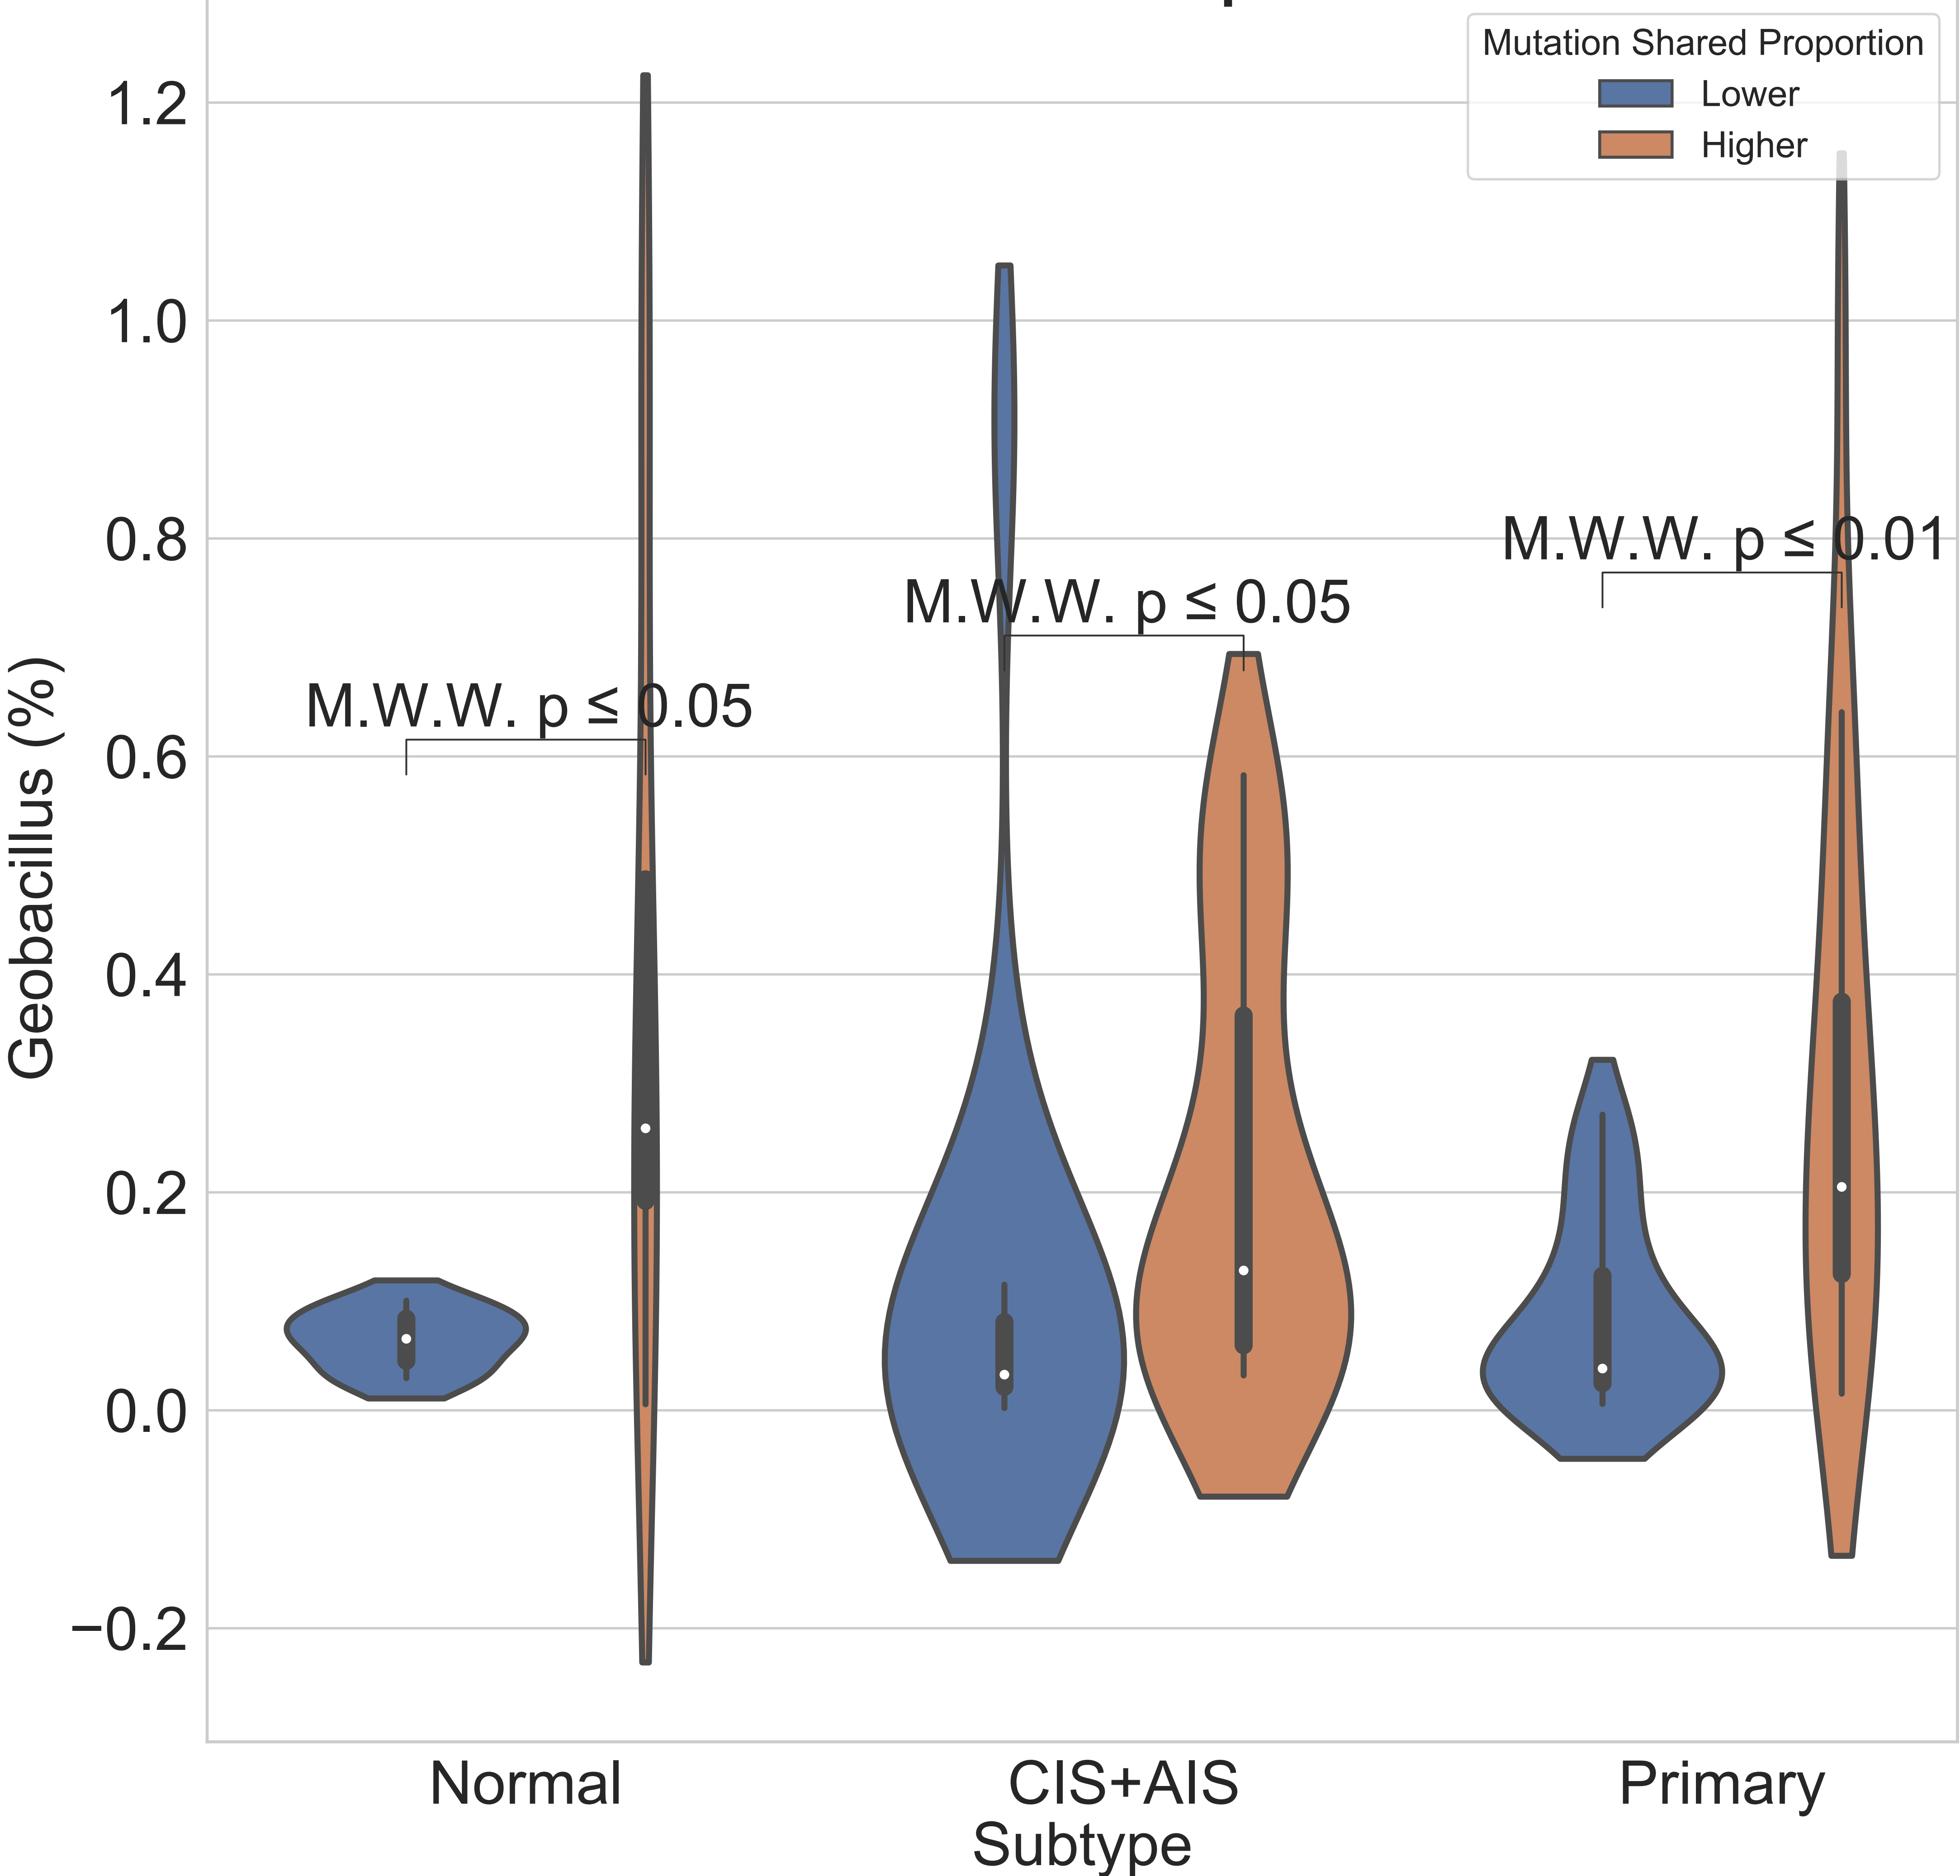 Mutation Shared Proportion
Lower
Higher
1.2
1.0
0.8
0.6
0.4
0.2
0.0
−0.2
Geobacillus (%)
M.W.W. p ≤ 0.05
M.W.W. p ≤ 0.05
M.W.W. p ≤ 0.01
Normal
CIS+AIS
Primary
Subtype